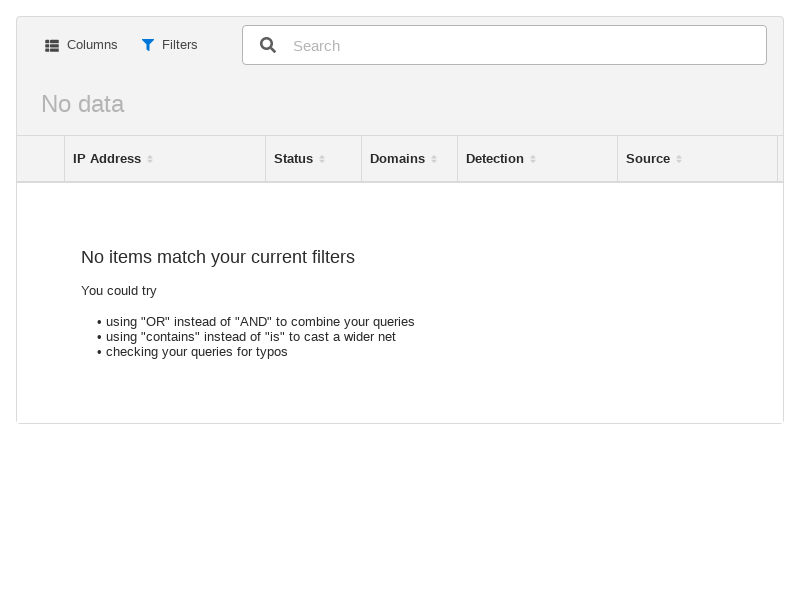 Columns Filters Search
No data
IP Address Status Domains Detection Source
No items match your current filters
You could try
• using "OR" instead of "AND" to combine your queries
• using "contains" instead of "is" to cast a wider net
• checking your queries for typos